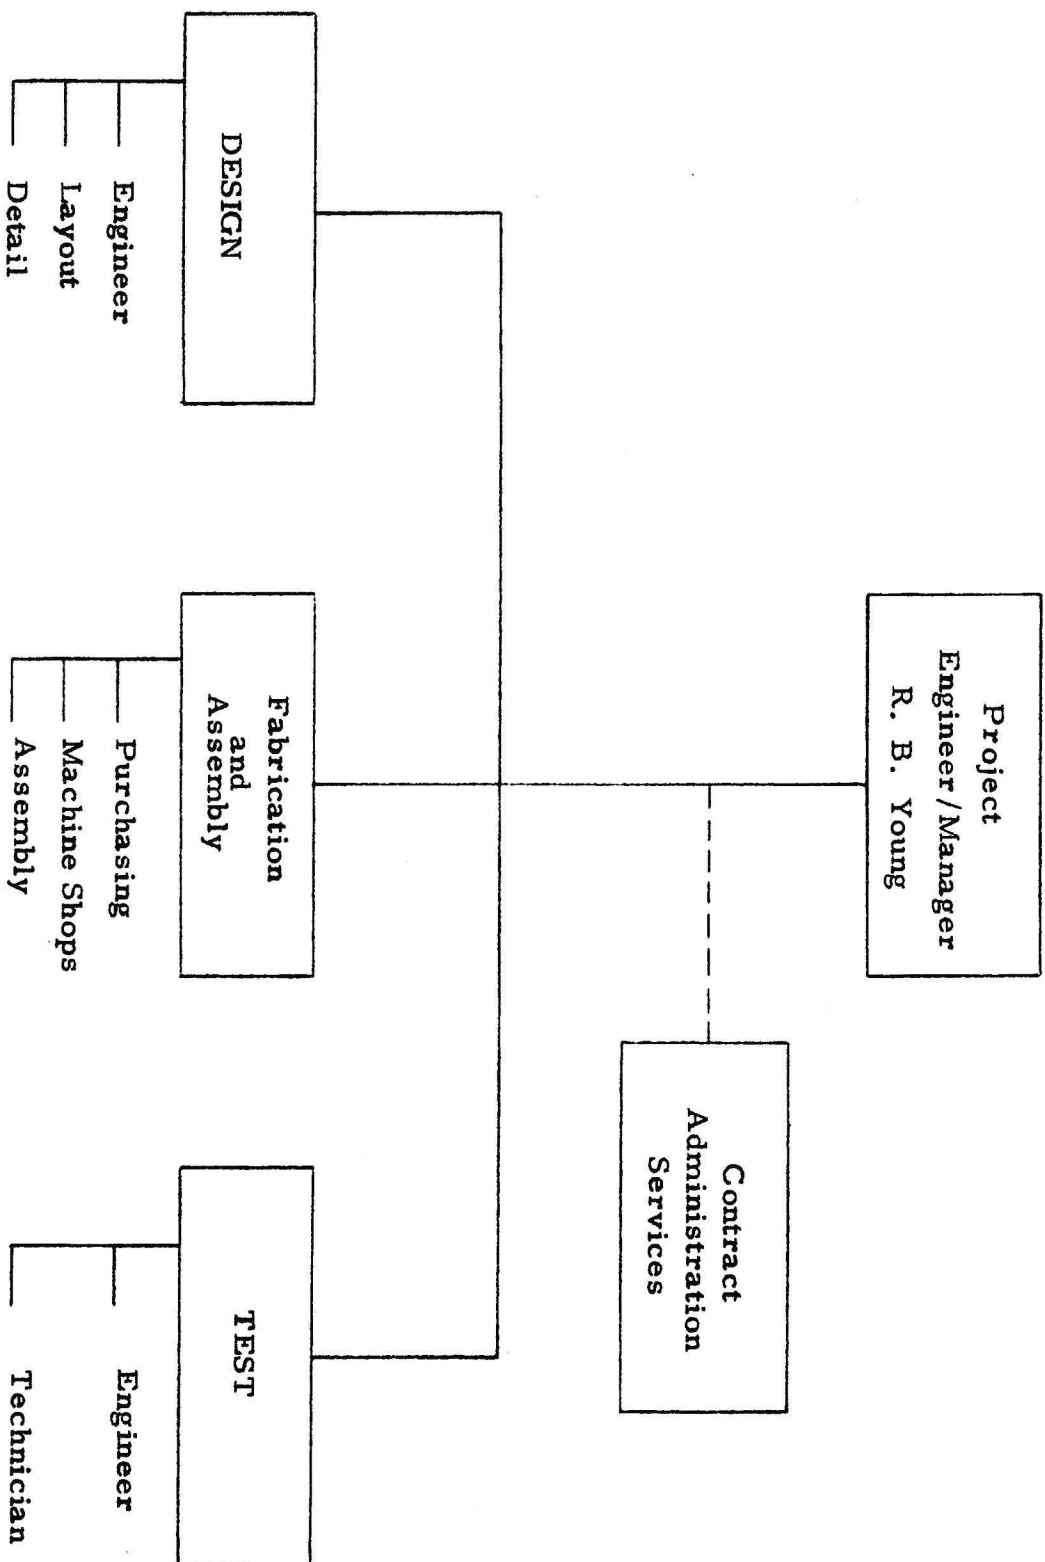 Project
Engineer/Manager
R. B. Young
Contract
Administration
Services
DESIGN
Engineer
Layout
Detail
Fabrication
and
Assembly
Purchasing
Machine Shops
Assembly
TEST
Engineer
Technician